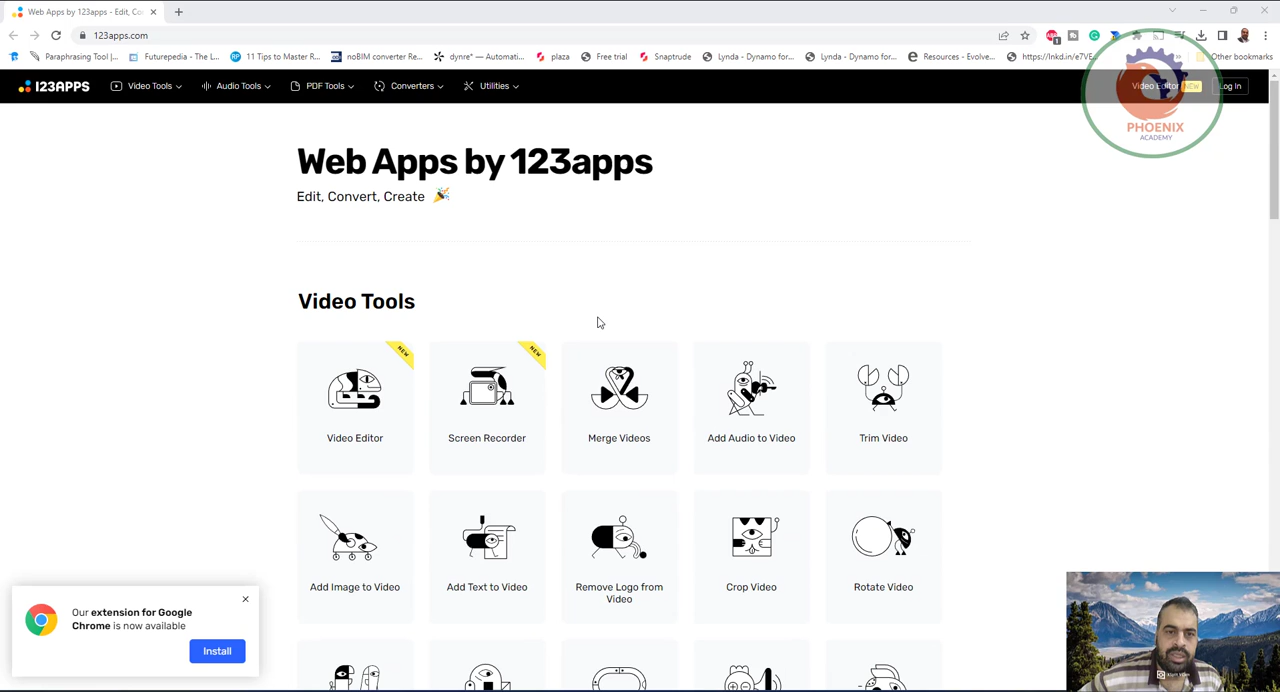 Web Apps by 123apps - Edit, Co
123apps.com
Paraphrasing Tool |...
Futurepedia - The L...
11 Tips to Master R...
noBIM converter Re...
dynre* — Automati...
plaza
Free trial
Snaptrude
Lynda - Dynamo for...
Lynda - Dynamo for...
Resources - Evolve...
https://lnkd.in/e7VE...
Other bookmarks
123APPS
Video Tools
Audio Tools
PDF Tools
Converters
Utilities
Video Editor
NEW
Log In
PHOENIX
ACADEMY
Web Apps by 123apps
Edit, Convert, Create
Video Tools
NEW
NEW
Video Editor
Screen Recorder
Merge Videos
Add Audio to Video
Trim Video
Add Image to Video
Add Text to Video
Remove Logo from
Video
Crop Video
Rotate Video
Our extension for Google
Chrome is now available
Install